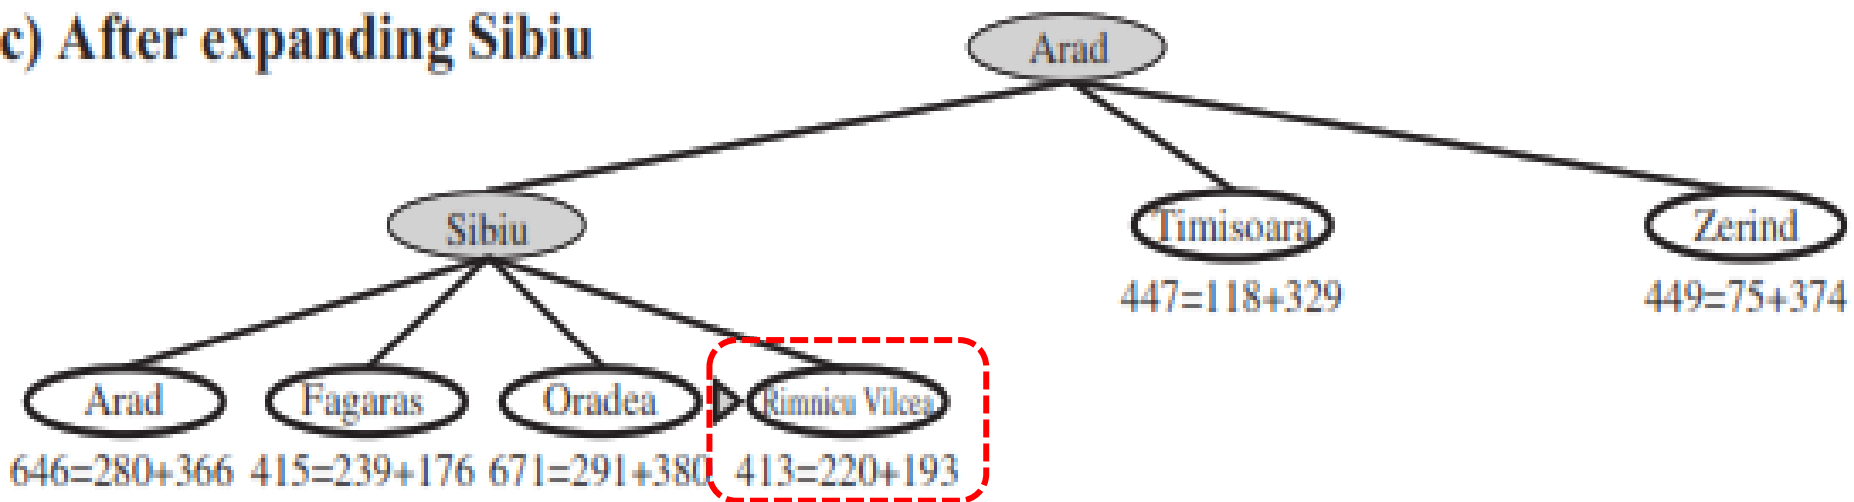 c) After expanding Sibiu
Arad
Sibiu
Timisoara
Zerind
447=118+329
449=75+374
Arad
Fagaras
Oradea
Rimnicu Vilcea
646=280+366
415=239+176
671=291+380
413=220+193